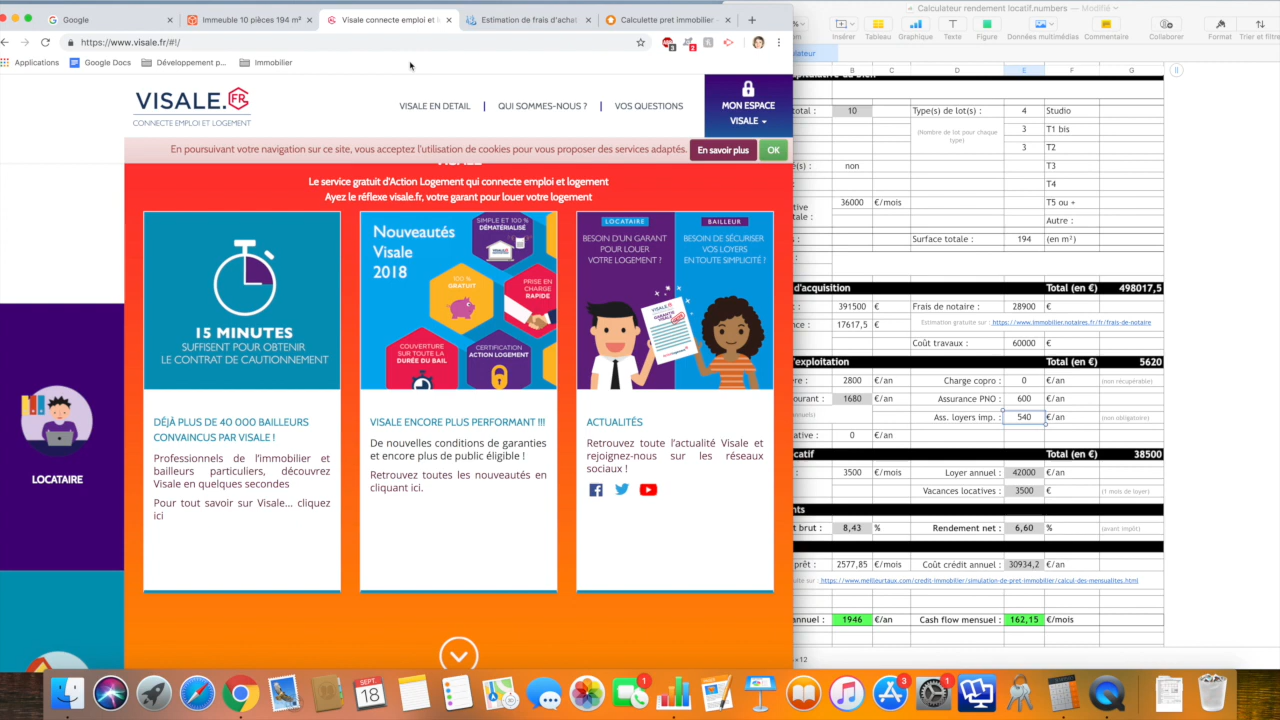 Google
Immeuble 10 pièces 194 m²
Visale connecte emploi et l
Estimation de frais d'achat
Calculette pret immobilier -
https://www.visale.fr/#!/
3
2
Applications
Google Docs
Développement p...
Immobilier
VISALE.FR
CONNECTE EMPLOI ET LOGEMENT
VISALE EN DETAIL
QUI SOMMES-NOUS ?
VOS QUESTIONS
MON ESPACE
VISALE
En poursuivant votre navigation sur ce site, vous acceptez l'utilisation de cookies pour vous proposer des services adaptés.
En savoir plus
OK
Le service gratuit d'Action Logement qui connecte emploi et logement
Ayez le réflexe visale.fr, votre garant pour louer votre logement
15 MINUTES
SUFFISENT POUR OBTENIR
LE CONTRAT DE CAUTIONNEMENT
DÉJÀ PLUS DE 40 000 BAILLEURS
CONVAINCUS PAR VISALE !
Professionnels de l'immobilier et
bailleurs particuliers, découvrez
Visale en quelques secondes
Pour tout savoir sur Visale... cliquez
ici
Nouveautés
Visale
2018
SIMPLE ET 100 %
DÉMATÉRIALISÉ
100 %
GRATUIT
PRISE EN
CHARGE
RAPIDE
COUVERTURE
SUR TOUTE LA
DURÉE DU BAIL
CERTIFICATION
ACTION LOGEMENT
VISALE ENCORE PLUS PERFORMANT !!!
De nouvelles conditions de garanties
et encore plus de public éligible !
Retrouvez toutes les nouveautés en
cliquant ici.
LOCATAIRE
BESOIN D'UN GARANT
POUR LOUER
VOTRE LOGEMENT ?
BAILLEUR
BESOIN DE SÉCURISER
VOS LOYERS
EN TOUTE SIMPLICITÉ ?
ACTUALITÉS
Retrouvez toute l'actualité Visale et
rejoignez-nous sur les réseaux
sociaux !
LOCATAIRE
Calculateur rendement locatif.numbers — Modifié
Insérer
Tableau
Graphique
Texte
Figure
Données multimédias
Commentaire
Collaborer
Format
Trier et filtre
B C D E F G
total : 10 Type(s) de lot(s) : 4 Studio
(Nombre de lot pour chaque
type)
3 T1 bis
3 T2
non T3
T4
36000 €/mois T5 ou +
Autre :
Surface totale : 194 (en m²)
d'acquisition Total (en €) 498017,5
391500 € Frais de notaire : 28900 €
17617,5 € Estimation gratuite sur : https://www.immobilier.notaires.fr/fr/frais-de-notaire
Coût travaux : 60000 €
'exploitation Total (en €) 5620
2800 €/an Charge copro : 0 €/an (non récupérable)
ourant : 1680 €/an Assurance PNO : 600 €/an
Ass. loyers imp. : 540 €/an (non obligatoire)
ative : 0 €/an
catif Total (en €) 38500
3500 €/mois Loyer annuel : 42000 €/an
Vacances locatives : 3500 € (1 mois de loyer)
t brut : 8,43 % Rendement net : 6,60 % (avant impôt)
prêt : 2577,85 €/mois Coût crédit annuel : 30934,2 €/an
https://www.meilleurtaux.com/credit-immobilier/simulation-de-pret-immobilier/calcul-des-mensualites.html
annuel : 1946 €/an Cash flow mensuel : 162,15 €/mois
SEPT.
18
1
3
1